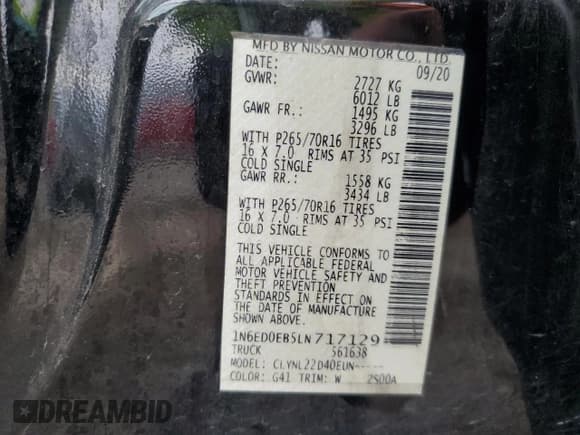 MFD BY NISSAN MOTOR CO., LTD.
DATE: 09/20
GVWR: 2727 KG
6012 LB
GAWR FR.: 1495 KG
3296 LB
WITH P265/70R16 TIRES
16 X 7.0 RIMS AT 35 PSI
COLD SINGLE
GAWR RR.: 1558 KG
3434 LB
WITH P265/70R16 TIRES
16 X 7.0 RIMS AT 35 PSI
COLD SINGLE
THIS VEHICLE CONFORMS TO
ALL APPLICABLE FEDERAL
MOTOR VEHICLE SAFETY AND
THEFT PREVENTION
STANDARDS IN EFFECT ON
THE DATE OF MANUFACTURE
SHOWN ABOVE.
1N6ED0EB5LN717129
TRUCK 561638
MODEL: CLYNL22D40EUN-----
COLOR: G41 TRIM: W 2S00A
DREAMBID